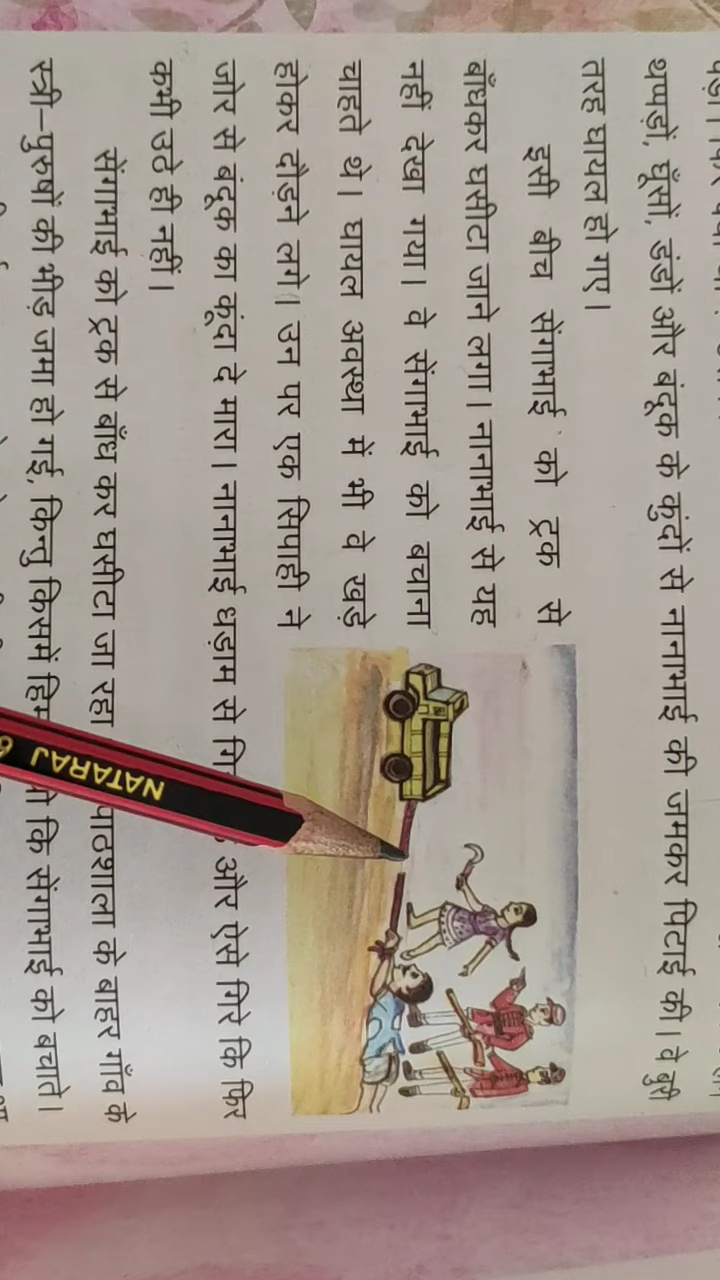 थप्पड़ों, घूँसों, डंडों और बंदूक के कुंदों से नानाभाई की जमकर पिटाई की। वे बुरी
तरह घायल हो गए।
इसी बीच सेंगाभाई को ट्रक से
बाँधकर घसीटा जाने लगा। नानाभाई से यह
नहीं देखा गया। वे सेंगाभाई को बचाना
चाहते थे। घायल अवस्था में भी वे खड़े
होकर दौड़ने लगे। उन पर एक सिपाही ने
जोर से बंदूक का कूंदा दे मारा। नानाभाई धड़ाम से और ऐसे गिरे कि फिर
कभी उठे ही नहीं।
सेंगाभाई को ट्रक से बाँध कर घसीटा जा रहा पाठशाला के बाहर गाँव के
स्त्री-पुरुषों की भीड़ जमा हो गई, किन्तु किसमें कि सेंगाभाई को बचाते।
NATARAJ 6